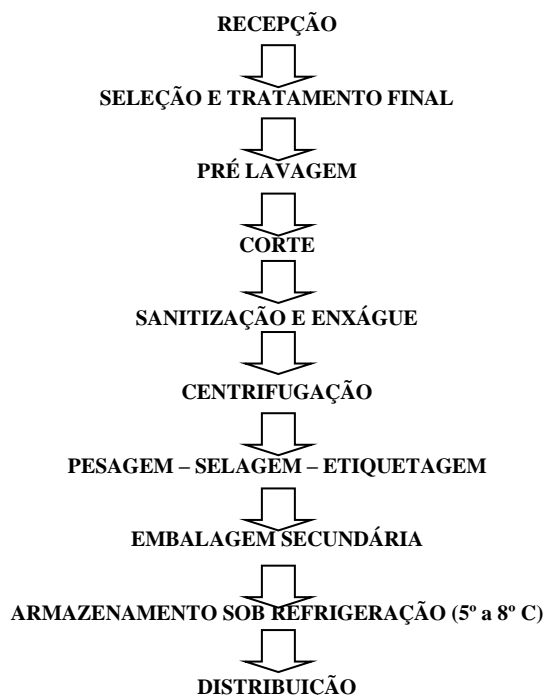 RECEPÇÃO
SELEÇÃO E TRATAMENTO FINAL
PRÉ LAVAGEM
CORTE
SANITIZAÇÃO E ENXÁGUE
CENTRIFUGAÇÃO
PESAGEM – SELAGEM – ETIQUETAGEM
EMBALAGEM SECUNDÁRIA
ARMAZENAMENTO SOB REFRIGERAÇÃO (5º a 8º C)
DISTRIBUICÃO